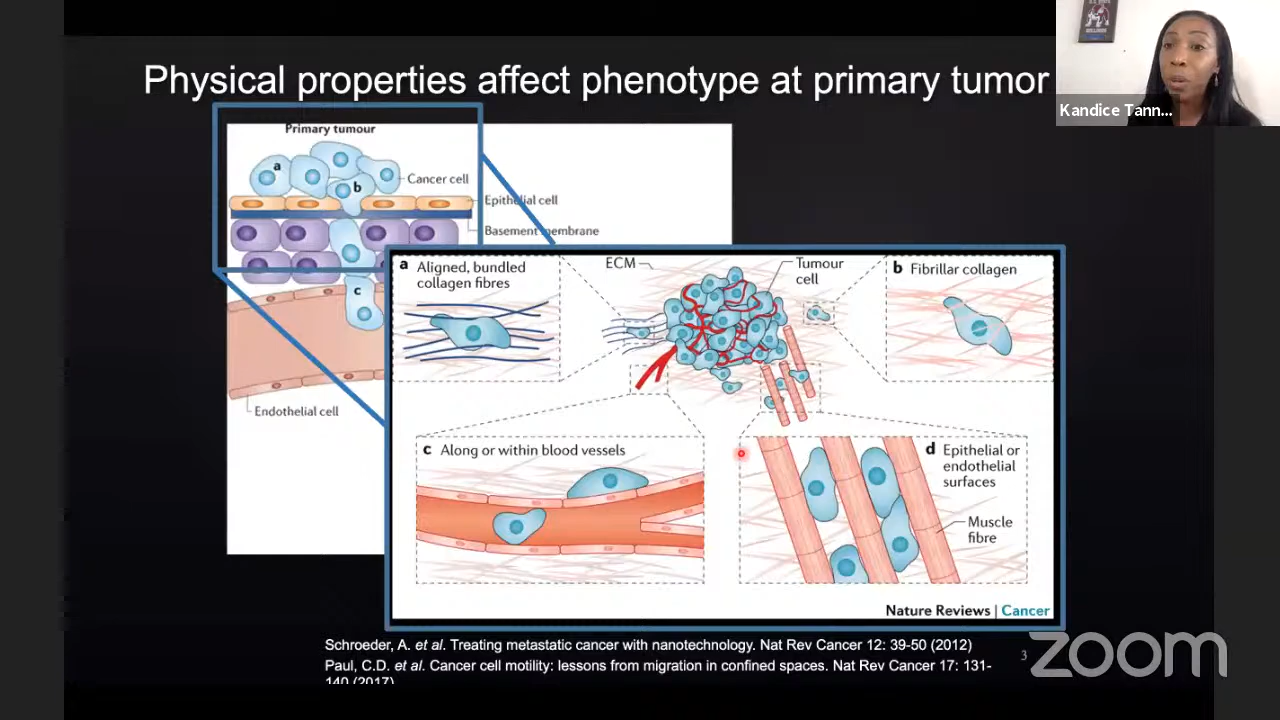 Physical properties affect phenotype at primary tumor
Kandice Tann...
Primary tumour
a
b
Cancer cell
Epithelial cell
Basement membrane
c
Endothelial cell
a Aligned, bundled
collagen fibres
ECM
Tumour
cell
b Fibrillar collagen
c Along or within blood vessels
d Epithelial or
endothelial
surfaces
Muscle
fibre
Nature Reviews | Cancer
Schroeder, A. et al. Treating metastatic cancer with nanotechnology. Nat Rev Cancer 12: 39-50 (2012)
Paul, C.D. et al. Cancer cell motility: lessons from migration in confined spaces. Nat Rev Cancer 17: 131-
140 (2017)
3
zoom